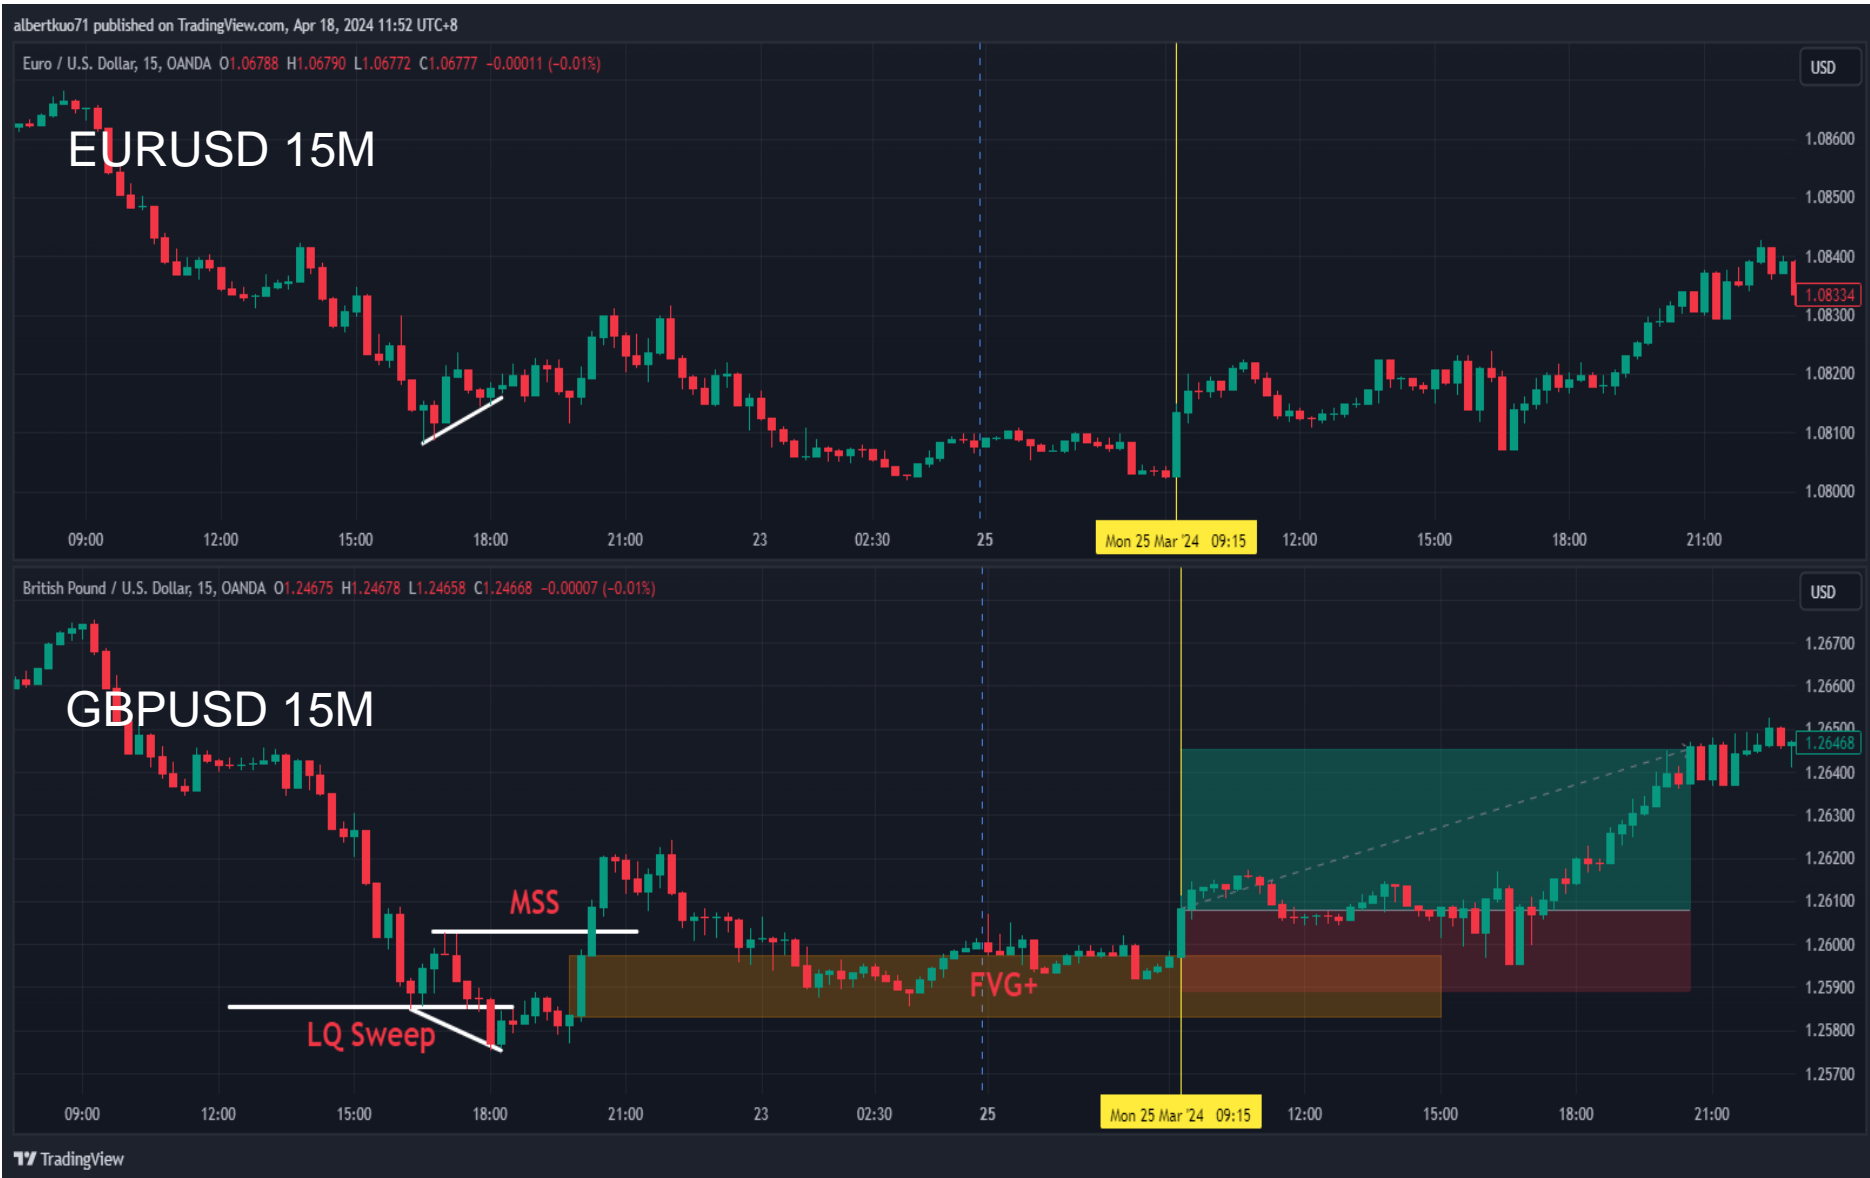 albertkuo71 published on TradingView.com, Apr 18, 2024 11:52 UTC+8
Euro / U.S. Dollar, 15, OANDA O1.06788 H1.06790 L1.06772 C1.06777 −0.00011 (−0.01%)
USD
EURUSD 15M
1.08600
1.08500
1.08400
1.08334
1.08300
1.08200
1.08100
1.08000
09:00 12:00 15:00 18:00 21:00 23 02:30 25 Mon 25 Mar '24 09:15 12:00 15:00 18:00 21:00
British Pound / U.S. Dollar, 15, OANDA O1.24675 H1.24678 L1.24658 C1.24668 −0.00007 (−0.01%)
USD
1.26700
1.26600
GBPUSD 15M
1.26500
1.26468
1.26400
1.26300
1.26200
MSS
1.26100
1.26000
FVG+
1.25900
LQ Sweep
1.25800
1.25700
09:00 12:00 15:00 18:00 21:00 23 02:30 25 Mon 25 Mar '24 09:15 12:00 15:00 18:00 21:00
TradingView